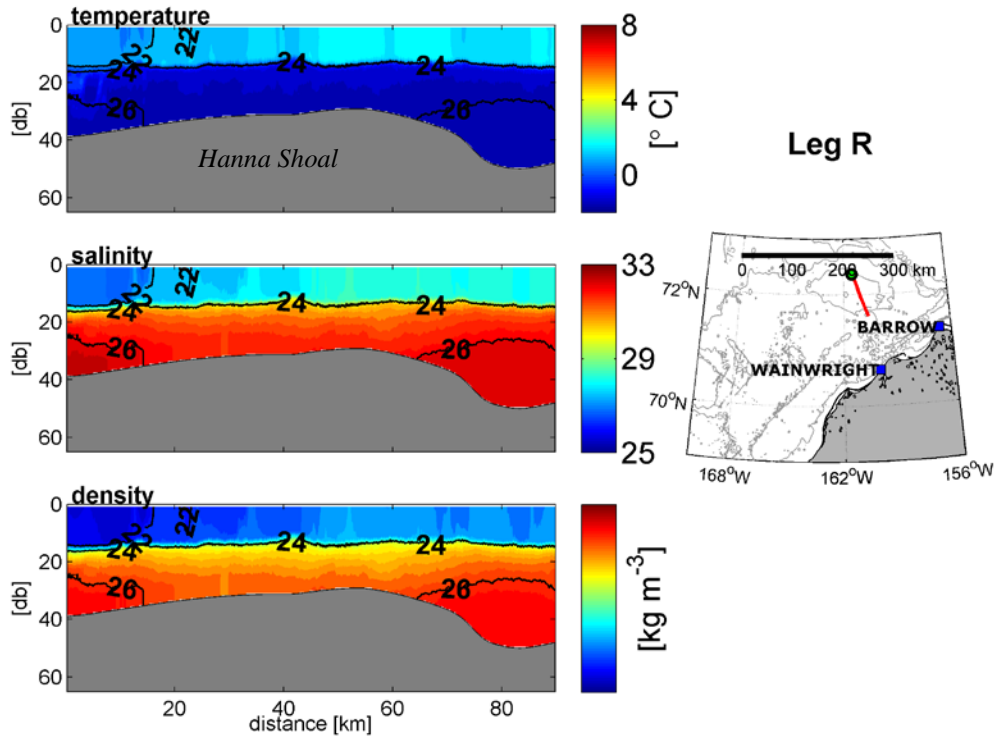 temperature
0
20
40
60
[db]
22
22
24
24
24
26
26
Hanna Shoal
8
4
0
[° C]
Leg R
salinity
0
20
40
60
[db]
22
22
24
24
24
26
26
33
29
25
0 100 200 300 km
72°N
70°N
BARROW
WAINWRIGHT
168°W
162°W
156°W
density
0
20
40
60
[db]
22
22
24
24
24
26
26
[kg m-3]
20 40 60 80
distance [km]